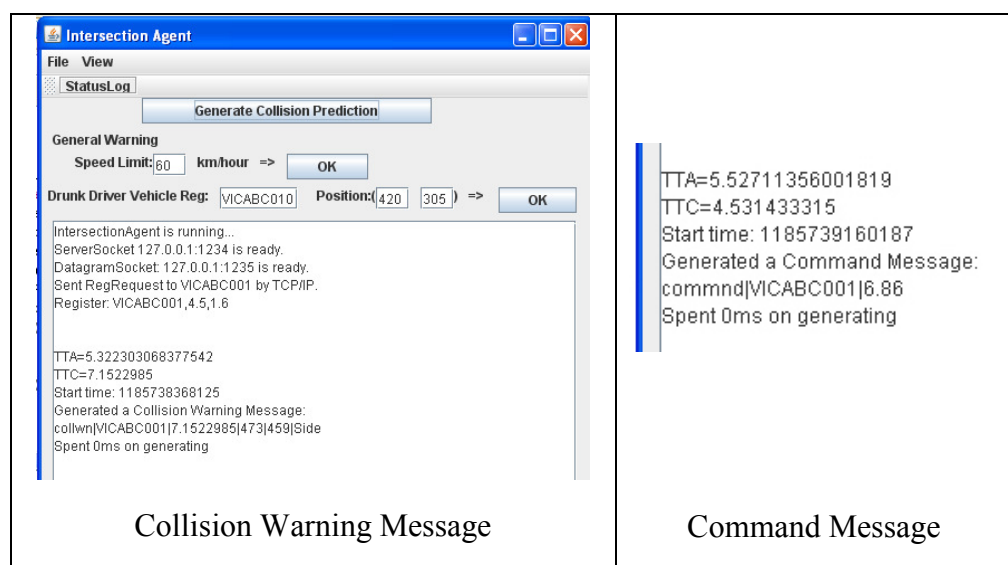 Intersection Agent
File View
StatusLog
Generate Collision Prediction
General Warning
Speed Limit: 60 km/hour => OK
Drunk Driver Vehicle Reg: VICABC010 Position:( 420 305 ) => OK
IntersectionAgent is running...
ServerSocket 127.0.0.1:1234 is ready.
DatagramSocket: 127.0.0.1:1235 is ready.
Sent RegRequest to VICABC001 by TCP/IP.
Register: VICABC001,4.5,1.6
TTA=5.322303068377542
TTC=7.1522985
Start time: 1185738368125
Generated a Collision Warning Message:
collwn|VICABC001|7.1522985|473|459|Side
Spent 0ms on generating
Collision Warning Message
TTA=5.52711356001819
TTC=4.531433315
Start time: 1185739160187
Generated a Command Message:
commnd|VICABC001|6.86
Spent 0ms on generating
Command Message